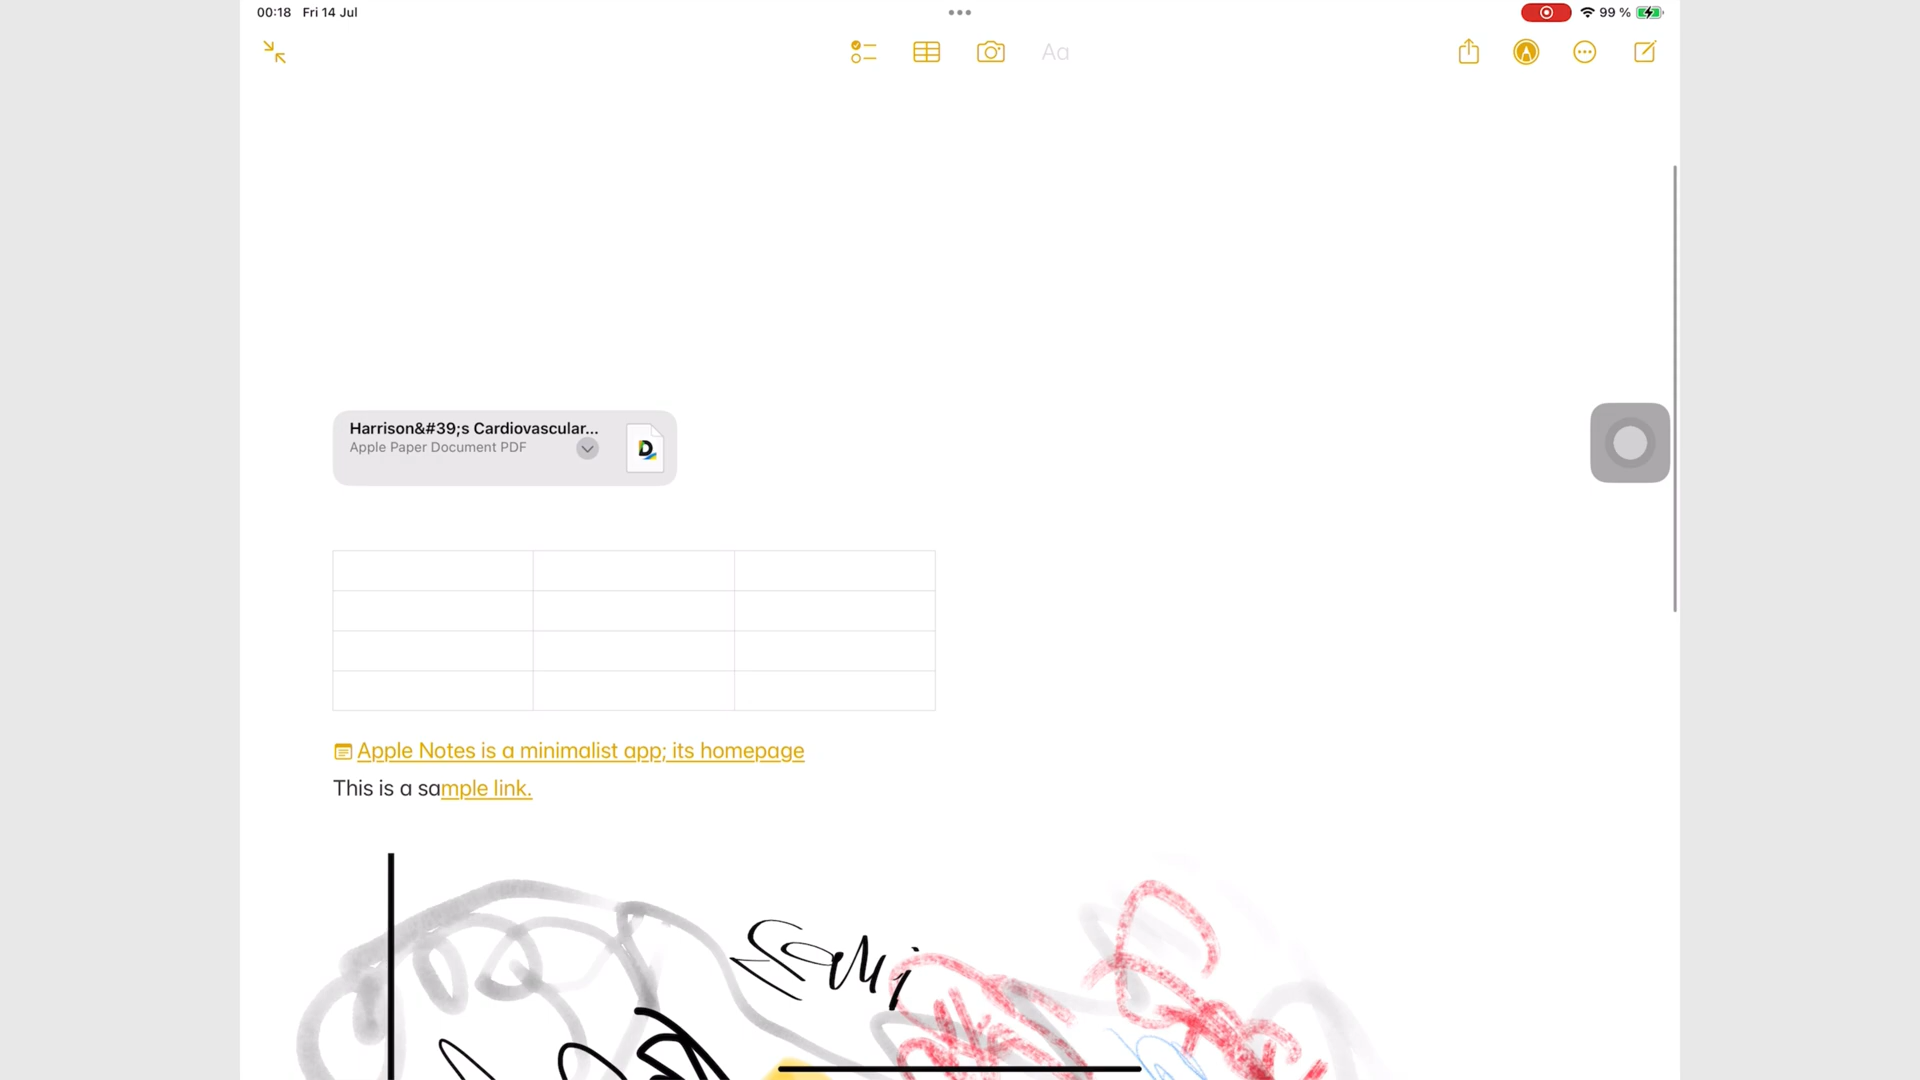 00:18 Fri 14 Jul
99 %
Aa
Harrison&#39;s Cardiovascular...
Apple Paper Document PDF
D
Apple Notes is a minimalist app; its homepage
This is a sample link.